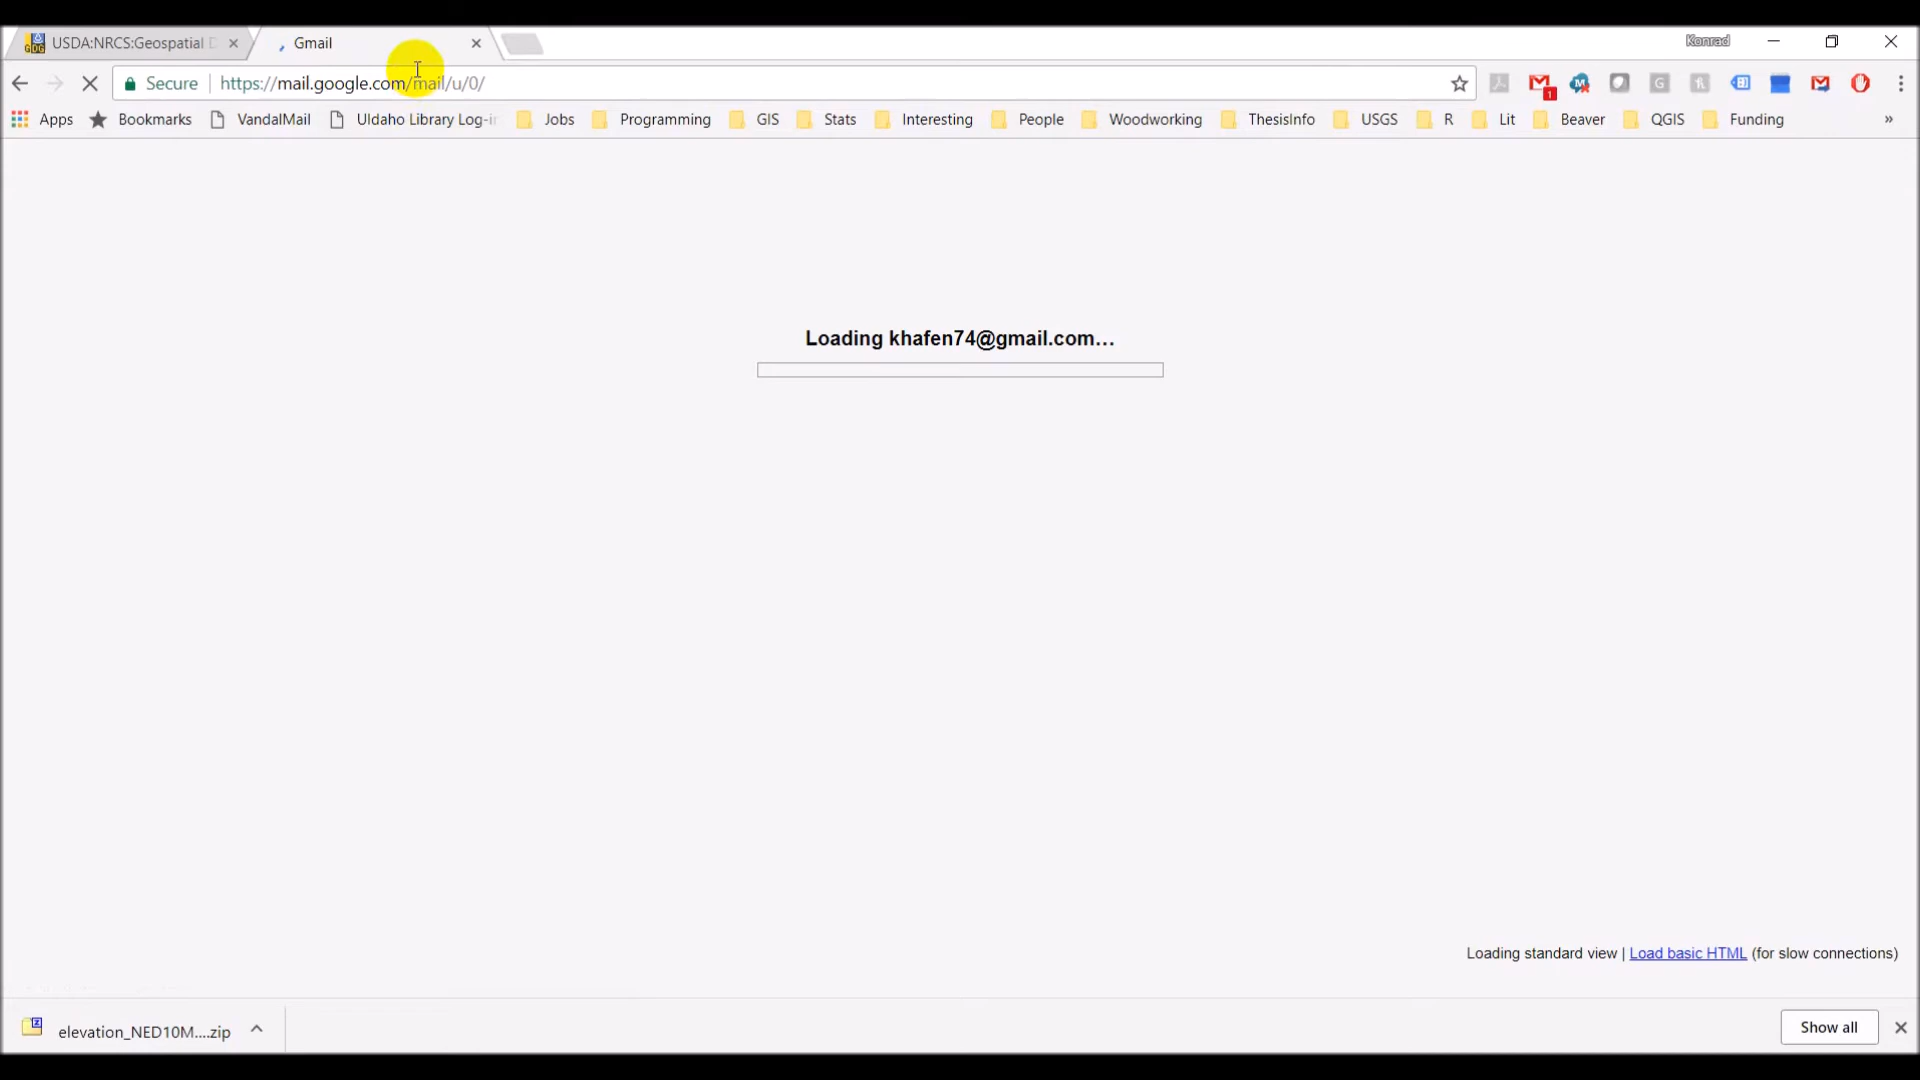 USDA:NRCS:Geospatial D
Gmail
Konrad
Secure https://mail.google.com/mail/u/0/
1
G
Apps Bookmarks VandalMail UIdaho Library Log-in Jobs Programming GIS Stats Interesting People Woodworking ThesisInfo USGS R Lit Beaver QGIS Funding »
Loading khafen74@gmail.com…
Loading standard view | Load basic HTML (for slow connections)
elevation_NED10M....zip
Show all